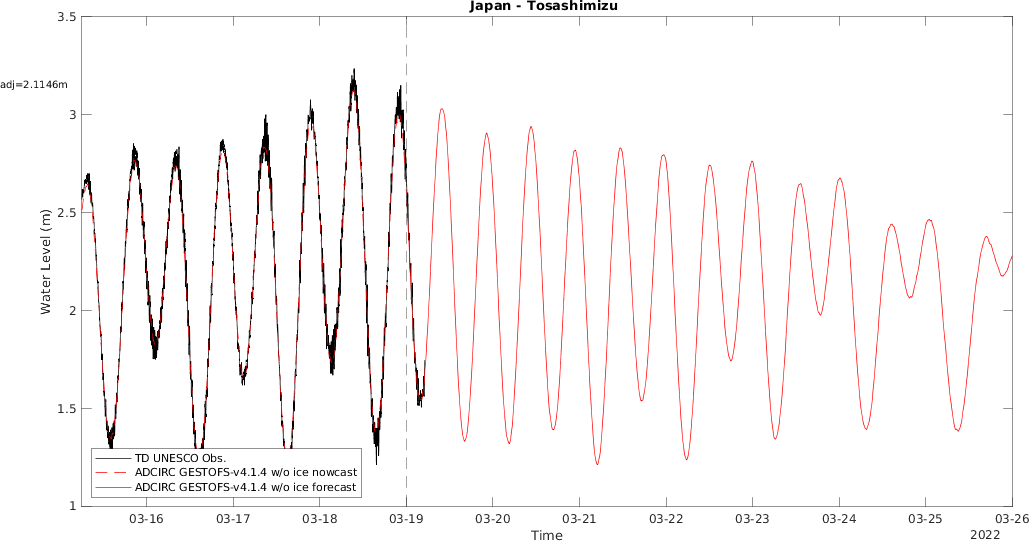 Japan - Tosashimizu
adj=2.1146m
3.5
3
2.5
2
1.5
1
Water Level (m)
TD UNESCO Obs.
ADCIRC GESTOFS-v4.1.4 w/o ice nowcast
ADCIRC GESTOFS-v4.1.4 w/o ice forecast
03-16 03-17 03-18 03-19 03-20 03-21 03-22 03-23 03-24 03-25 03-26
Time
2022